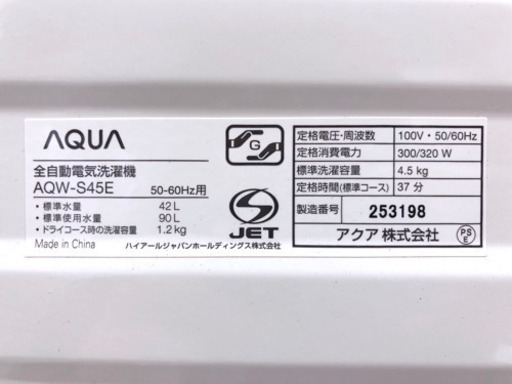 AQUA
全自動電気洗濯機
AQW-S45E 50-60Hz用
・標準水量 42L
・標準使用水量 90L
・ドライコース時の洗濯容量 1.2kg
Made in China ハイアールジャパンホールディングス株式会社
G
JET
定格電圧・周波数 100V・50/60Hz
定格消費電力 300/320 W
標準洗濯容量 4.5 kg
定格時間(標準コース) 37 分
製造番号 253198
アクア 株式会社
PS
E